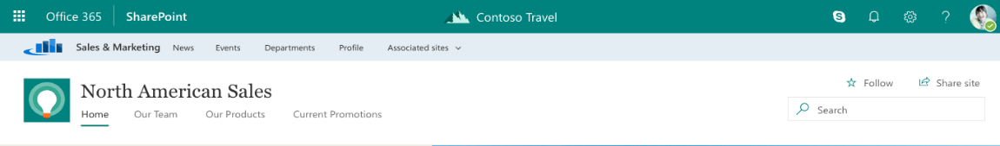 Office 365 SharePoint Contoso Travel ?
Sales & Marketing News Events Departments Profile Associated sites
North American Sales
Follow Share site
Home Our Team Our Products Current Promotions
Search